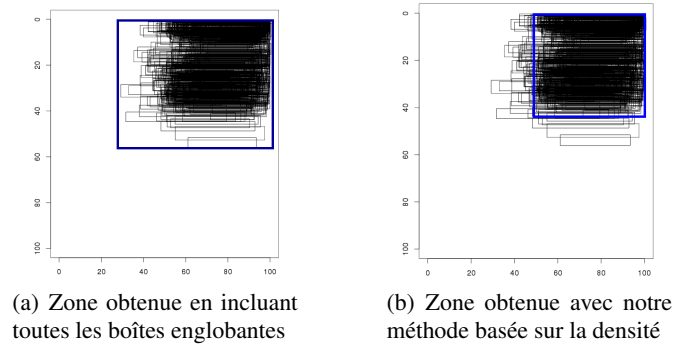 0
20
40
60
80
100
0 20 40 60 80 100
(a) Zone obtenue en incluant
toutes les boîtes englobantes
0
20
40
60
80
100
0 20 40 60 80 100
(b) Zone obtenue avec notre
méthode basée sur la densité